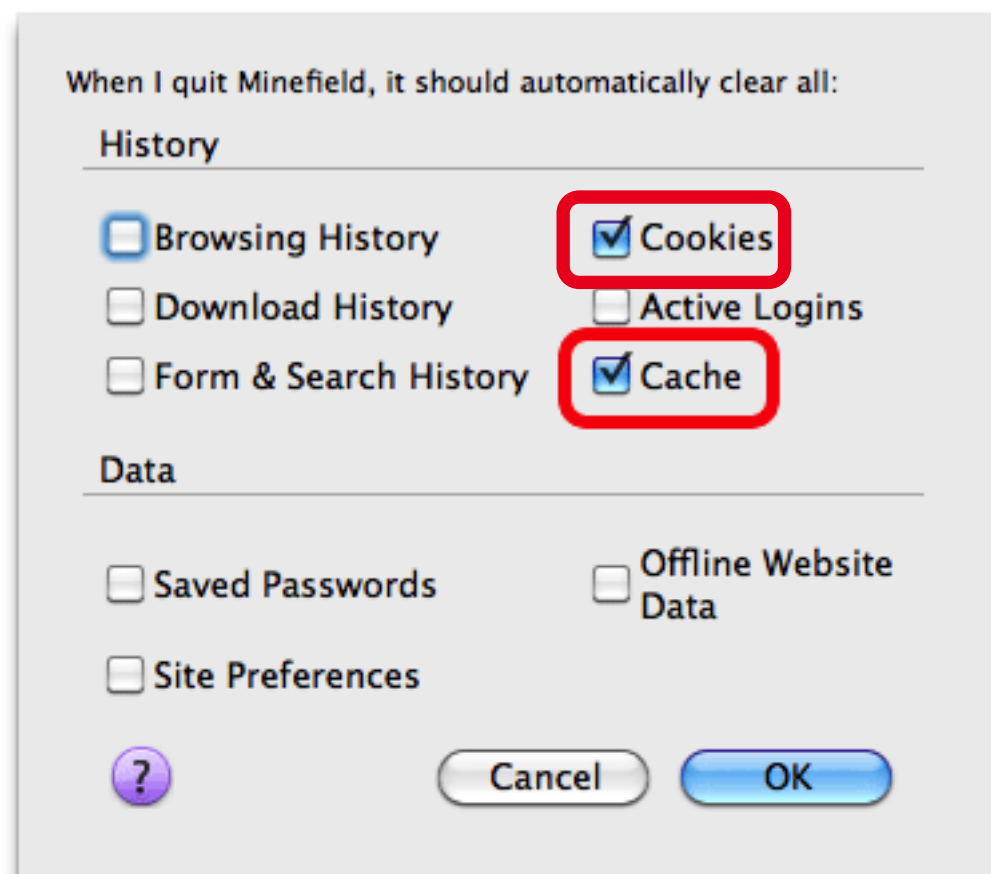 When I quit Minefield, it should automatically clear all:
History
Browsing History
Cookies
Download History
Active Logins
Form & Search History
Cache
Data
Saved Passwords
Offline Website
Data
Site Preferences
?
Cancel
OK